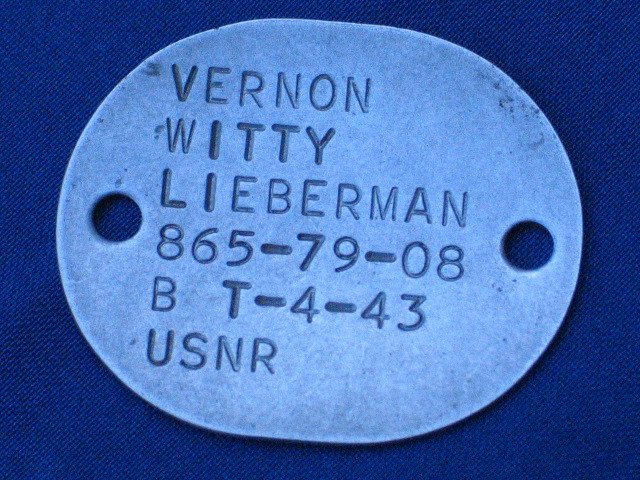 VERNON
WITTY
LIEBERMAN
865-79-08
B T-4-43
USNR